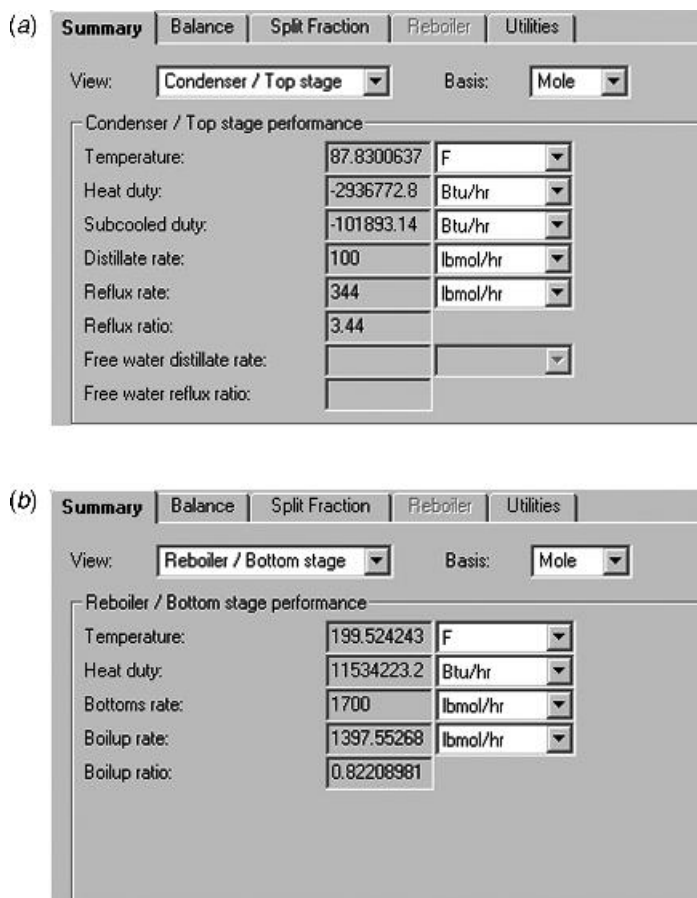 (a) Summary Balance Split Fraction Reboiler Utilities
View: Condenser / Top stage Basis: Mole
Condenser / Top stage performance
Temperature: 87.8300637 F
Heat duty: -2936772.8 Btu/hr
Subcooled duty: -101893.14 Btu/hr
Distillate rate: 100 lbmol/hr
Reflux rate: 344 lbmol/hr
Reflux ratio: 3.44
Free water distillate rate:
Free water reflux ratio:
(b) Summary Balance Split Fraction Reboiler Utilities
View: Reboiler / Bottom stage Basis: Mole
Reboiler / Bottom stage performance
Temperature: 199.524243 F
Heat duty: 11534223.2 Btu/hr
Bottoms rate: 1700 lbmol/hr
Boilup rate: 1397.55268 lbmol/hr
Boilup ratio: 0.82208981